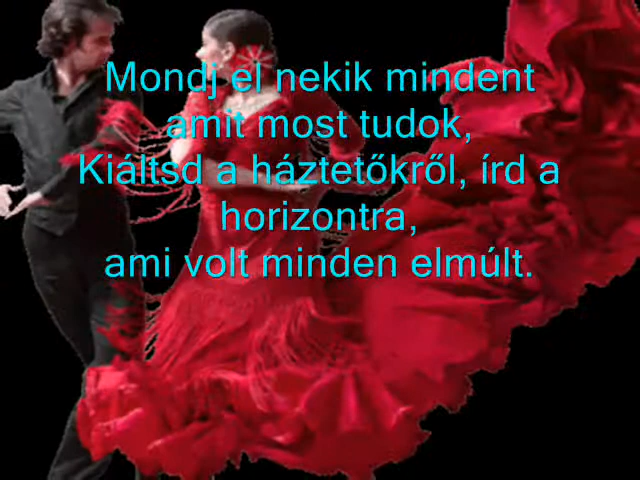 Mondj el nekik mindent
amit most tudok,
Kiáltsd a háztetőkről, írd a
horizontra,
ami volt minden elmúlt.